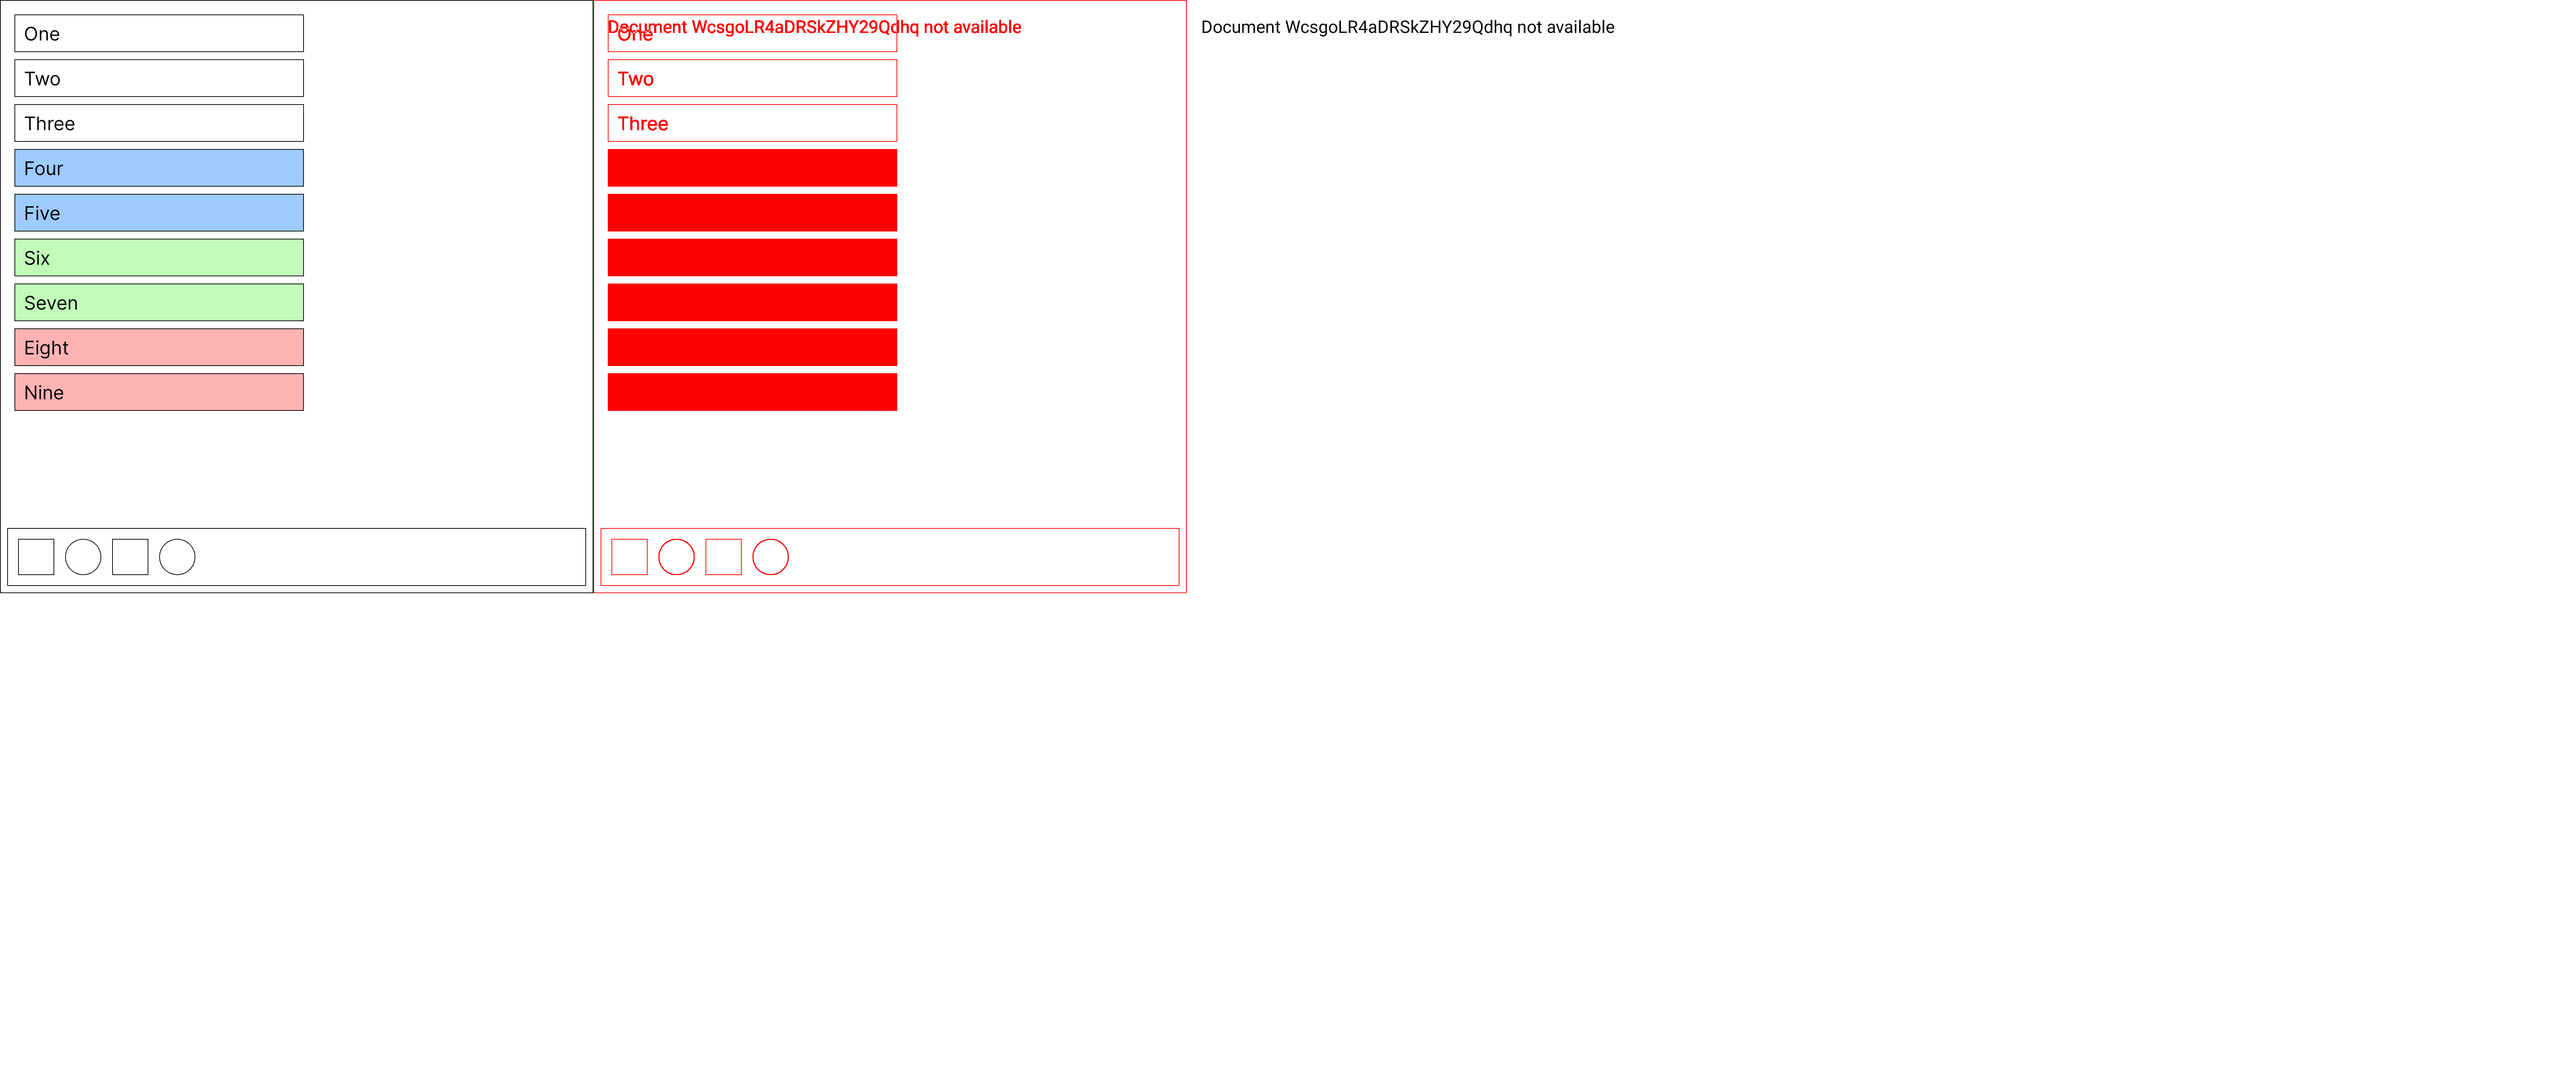 One
Two
Three
Four
Five
Six
Seven
Eight
Nine
Document WcsgoLR4aDRSkZHY29Qdhq not available
One
Two
Three
Document WcsgoLR4aDRSkZHY29Qdhq not available